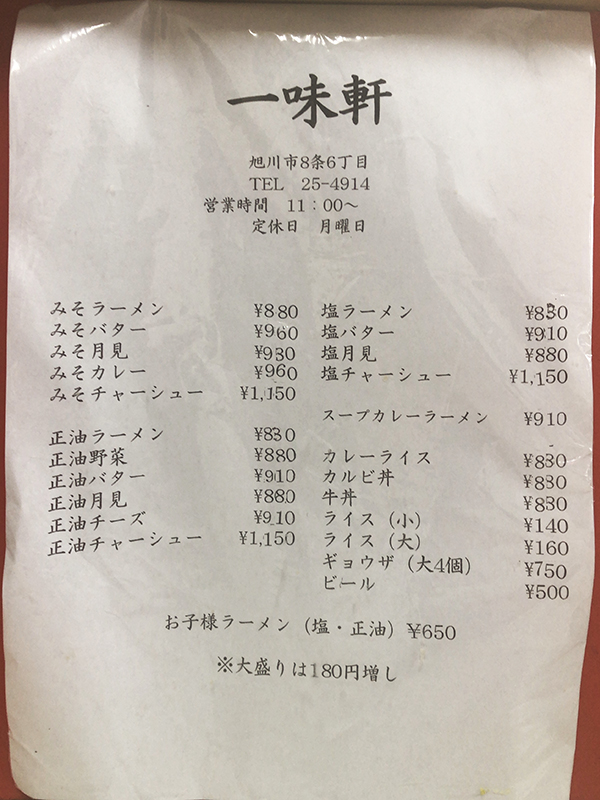 一味軒
旭川市8条6丁目
TEL 25-4914
営業時間 11:00～
定休日 月曜日
みそラーメン ¥880
みそバター ¥960
みそ月見 ¥930
みそカレー ¥960
みそチャーシュー ¥1,150
正油ラーメン ¥830
正油野菜 ¥880
正油バター ¥910
正油月見 ¥880
正油チーズ ¥910
正油チャーシュー ¥1,150
塩ラーメン ¥830
塩バター ¥910
塩月見 ¥880
塩チャーシュー ¥1,150
スープカレーラーメン ¥910
カレーライス ¥830
カルビ丼 ¥830
牛丼 ¥830
ライス（小） ¥140
ライス（大） ¥160
ギョウザ（大4個） ¥750
ビール ¥500
お子様ラーメン（塩・正油）¥650
※大盛りは180円増し